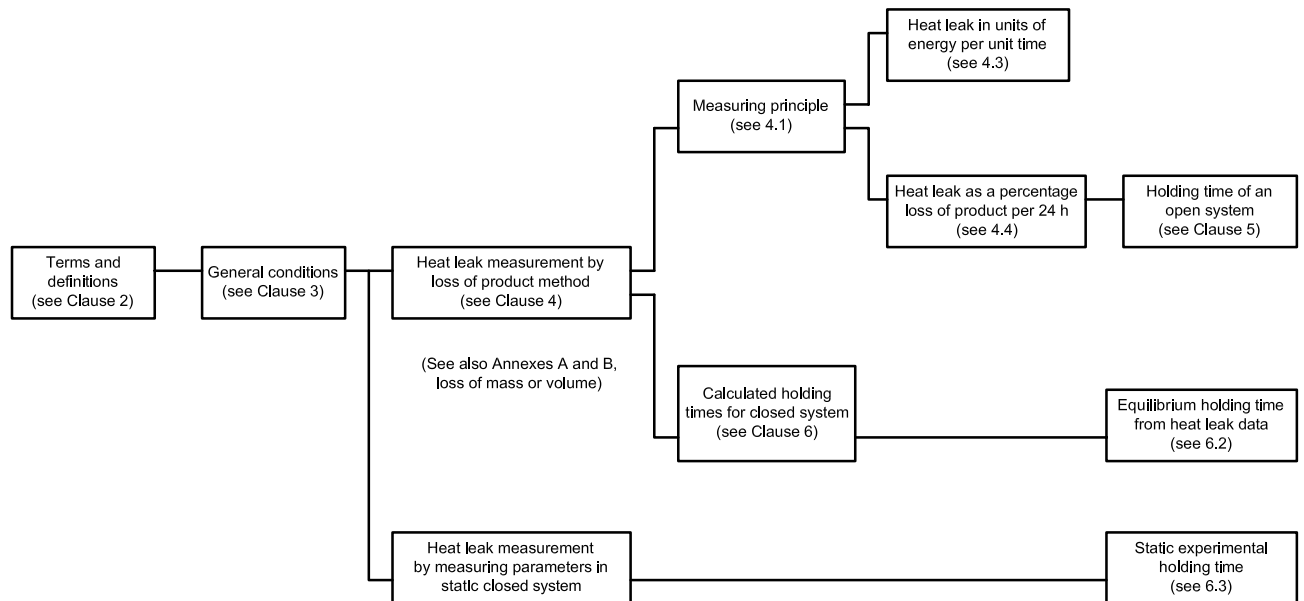 Heat leak in units of
energy per unit time
(see 4.3)
Measuring principle
(see 4.1)
Heat leak as a percentage
loss of product per 24 h
(see 4.4)
Holding time of an
open system
(see Clause 5)
Terms and
definitions
(see Clause 2)
General conditions
(see Clause 3)
Heat leak measurement by
loss of product method
(see Clause 4)
(See also Annexes A and B,
loss of mass or volume)
Calculated holding
times for closed system
(see Clause 6)
Equilibrium holding time
from heat leak data
(see 6.2)
Heat leak measurement
by measuring parameters in
static closed system
Static experimental
holding time
(see 6.3)